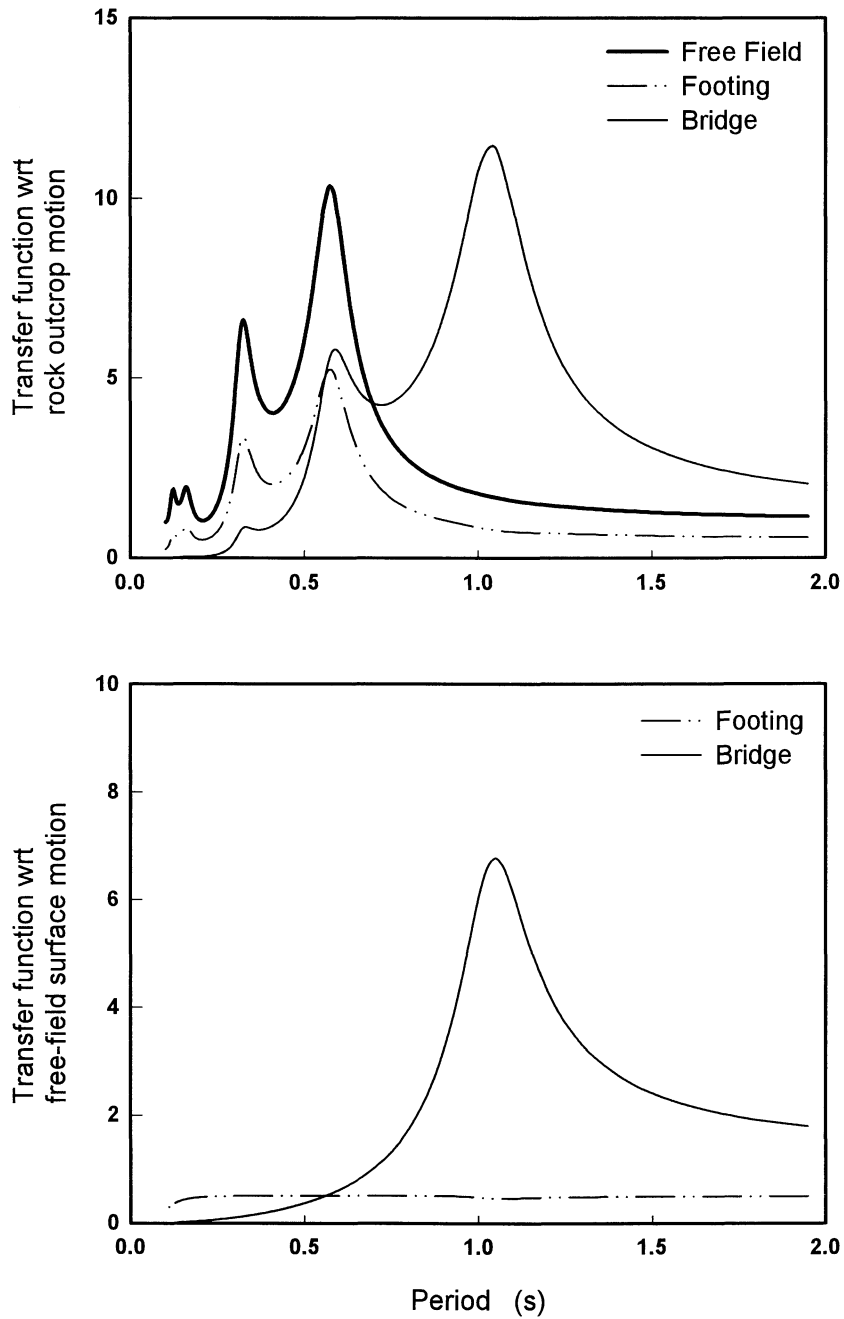 15
Free Field
Footing
Bridge
Transfer function wrt
rock outcrop motion
10
5
0
0.0 0.5 1.0 1.5 2.0
10
Footing
Bridge
8
Transfer function wrt
free-field surface motion
6
4
2
0
0.0 0.5 1.0 1.5 2.0
Period (s)